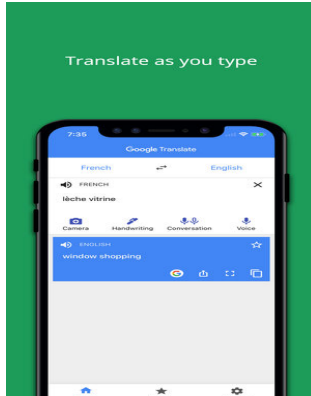 Translate as you type
7:35
Google Translate
French English
FRENCH
lèche vitrine
Camera Handwriting Conversation Voice
ENGLISH
window shopping
G